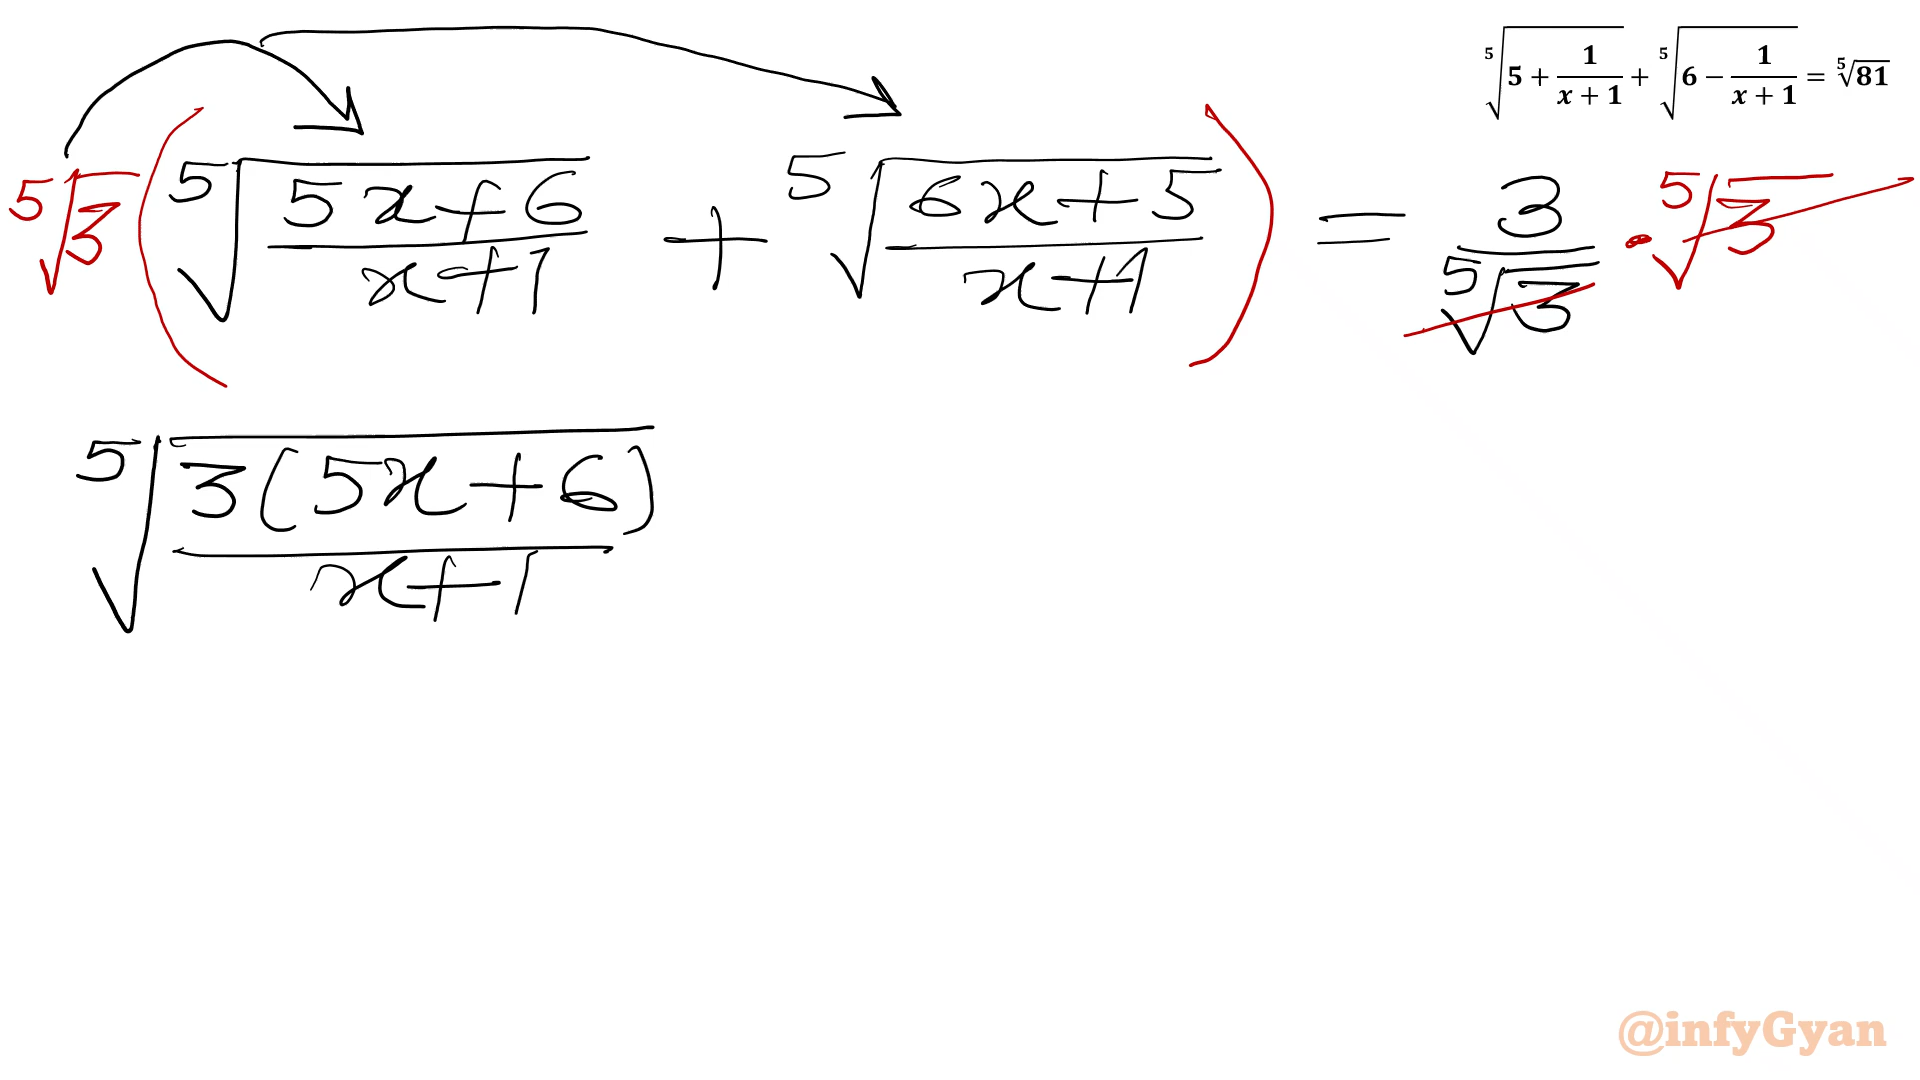 ⁵√(5 + 1/(x + 1)) + ⁵√(6 − 1/(x + 1)) = ⁵√81
⁵√3 ( ⁵√((5x+6)/(x+1)) + ⁵√((6x+5)/(x+1)) ) = 3/⁵√3 · ⁵√3
⁵√(3(5x+6)/(x+1))
@infyGyan